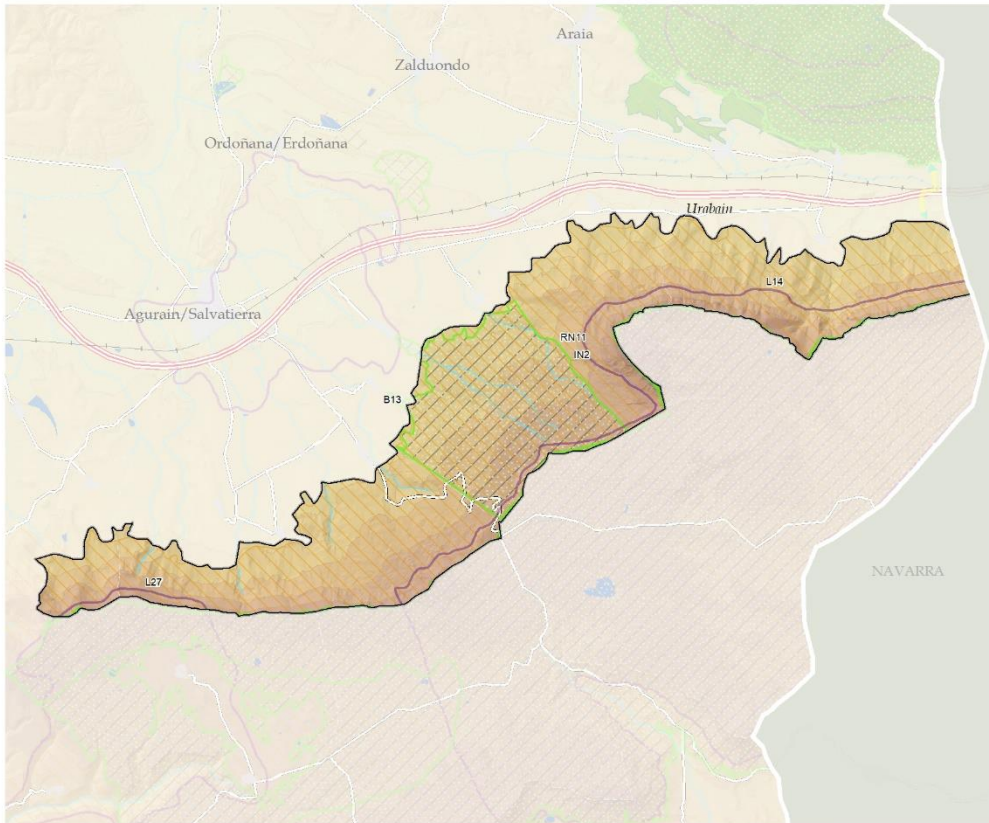 Araia
Zalduondo
Ordoñana/Erdoñana
Urabain
L14
Agurain/Salvatierra
RN11
IN2
B13
NAVARRA
L27